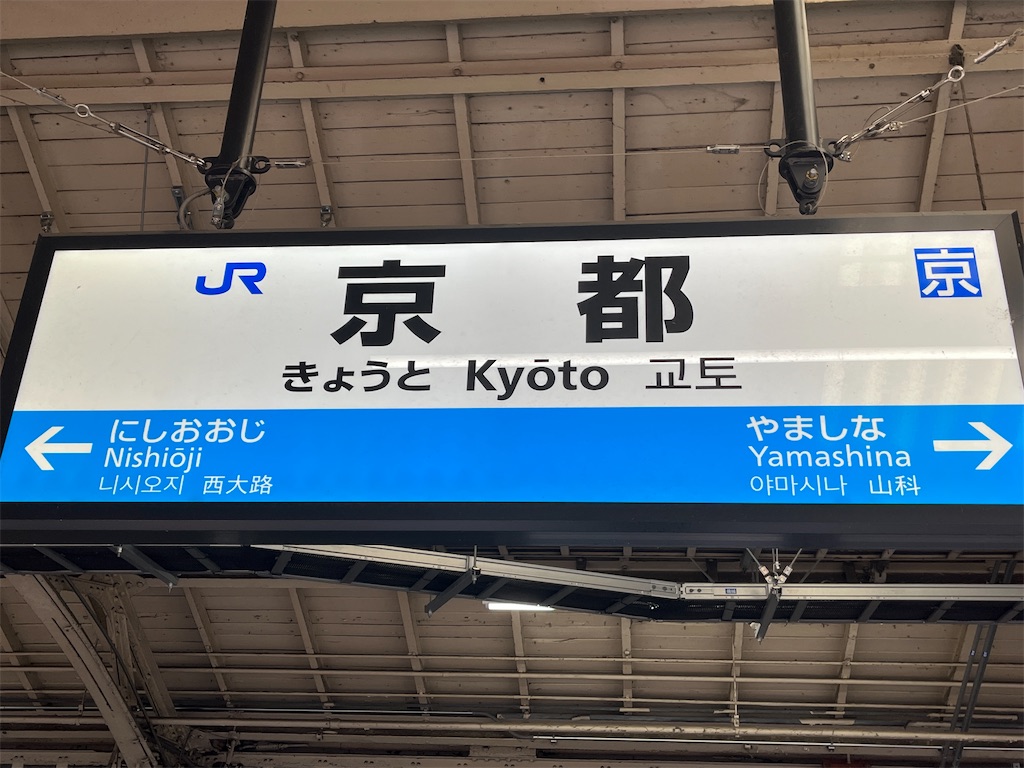 JR 京都 京
きょうと Kyōto 교토
にしおおじ
Nishiōji
니시오지 西大路
やましな
Yamashina
야마시나 山科